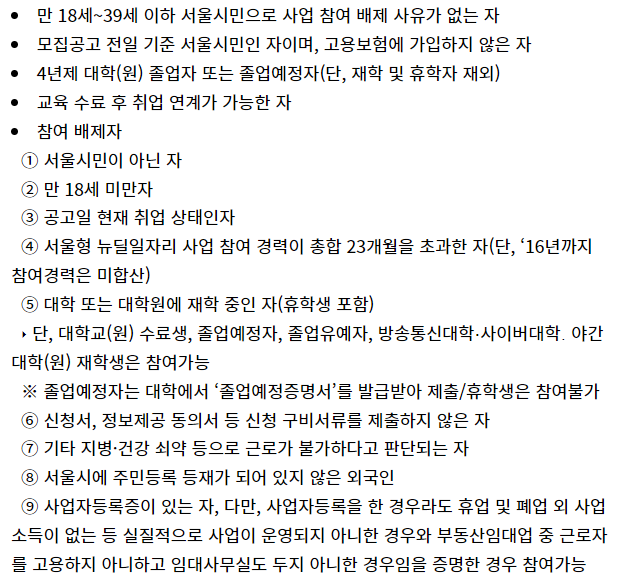 ● 만 18세~39세 이하 서울시민으로 사업 참여 배제 사유가 없는 자
● 모집공고 전일 기준 서울시민인 자이며, 고용보험에 가입하지 않은 자
● 4년제 대학(원) 졸업자 또는 졸업예정자(단, 재학 및 휴학자 재외)
● 교육 수료 후 취업 연계가 가능한 자
● 참여 배제자
① 서울시민이 아닌 자
② 만 18세 미만자
③ 공고일 현재 취업 상태인자
④ 서울형 뉴딜일자리 사업 참여 경력이 총합 23개월을 초과한 자(단, ‘16년까지
참여경력은 미합산)
⑤ 대학 또는 대학원에 재학 중인 자(휴학생 포함)
‣ 단, 대학교(원) 수료생, 졸업예정자, 졸업유예자, 방송통신대학·사이버대학. 야간
대학(원) 재학생은 참여가능
※ 졸업예정자는 대학에서 ‘졸업예정증명서’를 발급받아 제출/휴학생은 참여불가
⑥ 신청서, 정보제공 동의서 등 신청 구비서류를 제출하지 않은 자
⑦ 기타 지병·건강 쇠약 등으로 근로가 불가하다고 판단되는 자
⑧ 서울시에 주민등록 등재가 되어 있지 않은 외국인
⑨ 사업자등록증이 있는 자, 다만, 사업자등록을 한 경우라도 휴업 및 폐업 외 사업
소득이 없는 등 실질적으로 사업이 운영되지 아니한 경우와 부동산임대업 중 근로자
를 고용하지 아니하고 임대사무실도 두지 아니한 경우임을 증명한 경우 참여가능